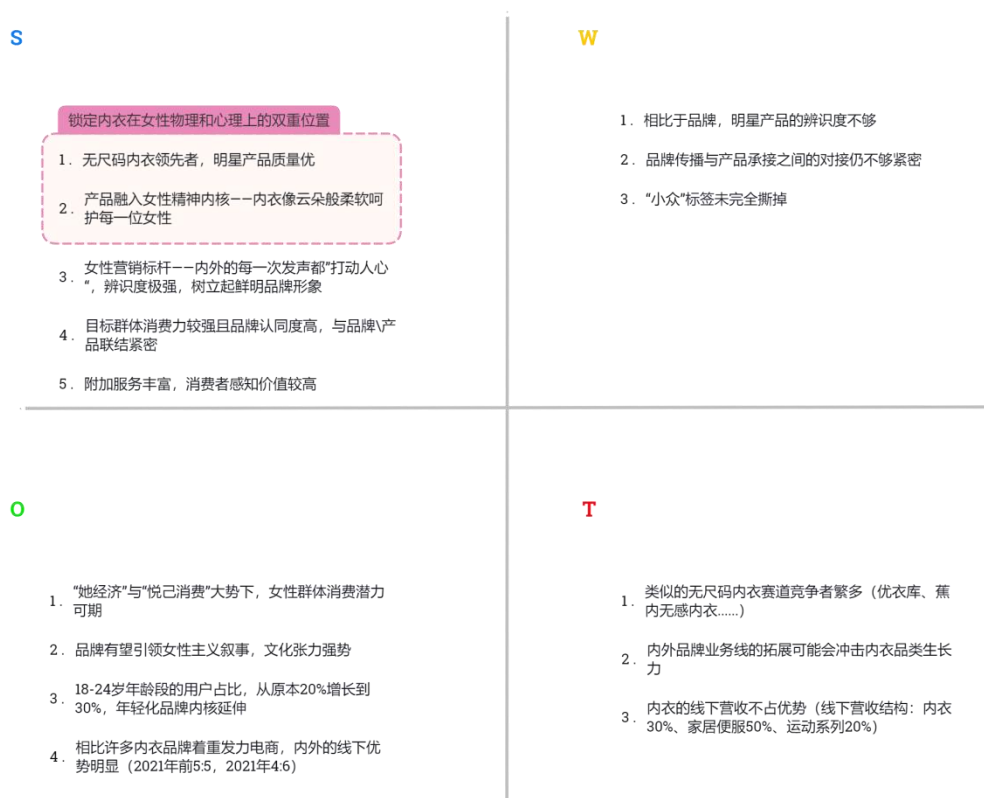 S
锁定内衣在女性物理和心理上的双重位置
1. 无尺码内衣领先者，明星产品质量优
2. 产品融入女性精神内核——内衣像云朵般柔软呵
护每一位女性
3. 女性营销标杆——内外的每一次发声都"打动人心
"，辨识度极强，树立起鲜明品牌形象
4. 目标群体消费力较强且品牌认同度高，与品牌\产
品联结紧密
5. 附加服务丰富，消费者感知价值较高
W
1. 相比于品牌，明星产品的辨识度不够
2. 品牌传播与产品承接之间的对接仍不够紧密
3. "小众"标签未完全撕掉
O
1. "她经济"与"悦己消费"大势下，女性群体消费潜力
可期
2. 品牌有望引领女性主义叙事，文化张力强势
3. 18-24岁年龄段的用户占比，从原本20%增长到
30%，年轻化品牌内核延伸
4. 相比许多内衣品牌着重发力电商，内外的线下优
势明显（2021年前5:5，2021年4:6）
T
1. 类似的无尺码内衣赛道竞争者繁多（优衣库、蕉
内无感内衣......）
2. 内外品牌业务线的拓展可能会冲击内衣品类生长
力
3. 内衣的线下营收不占优势（线下营收结构：内衣
30%、家居便服50%、运动系列20%）